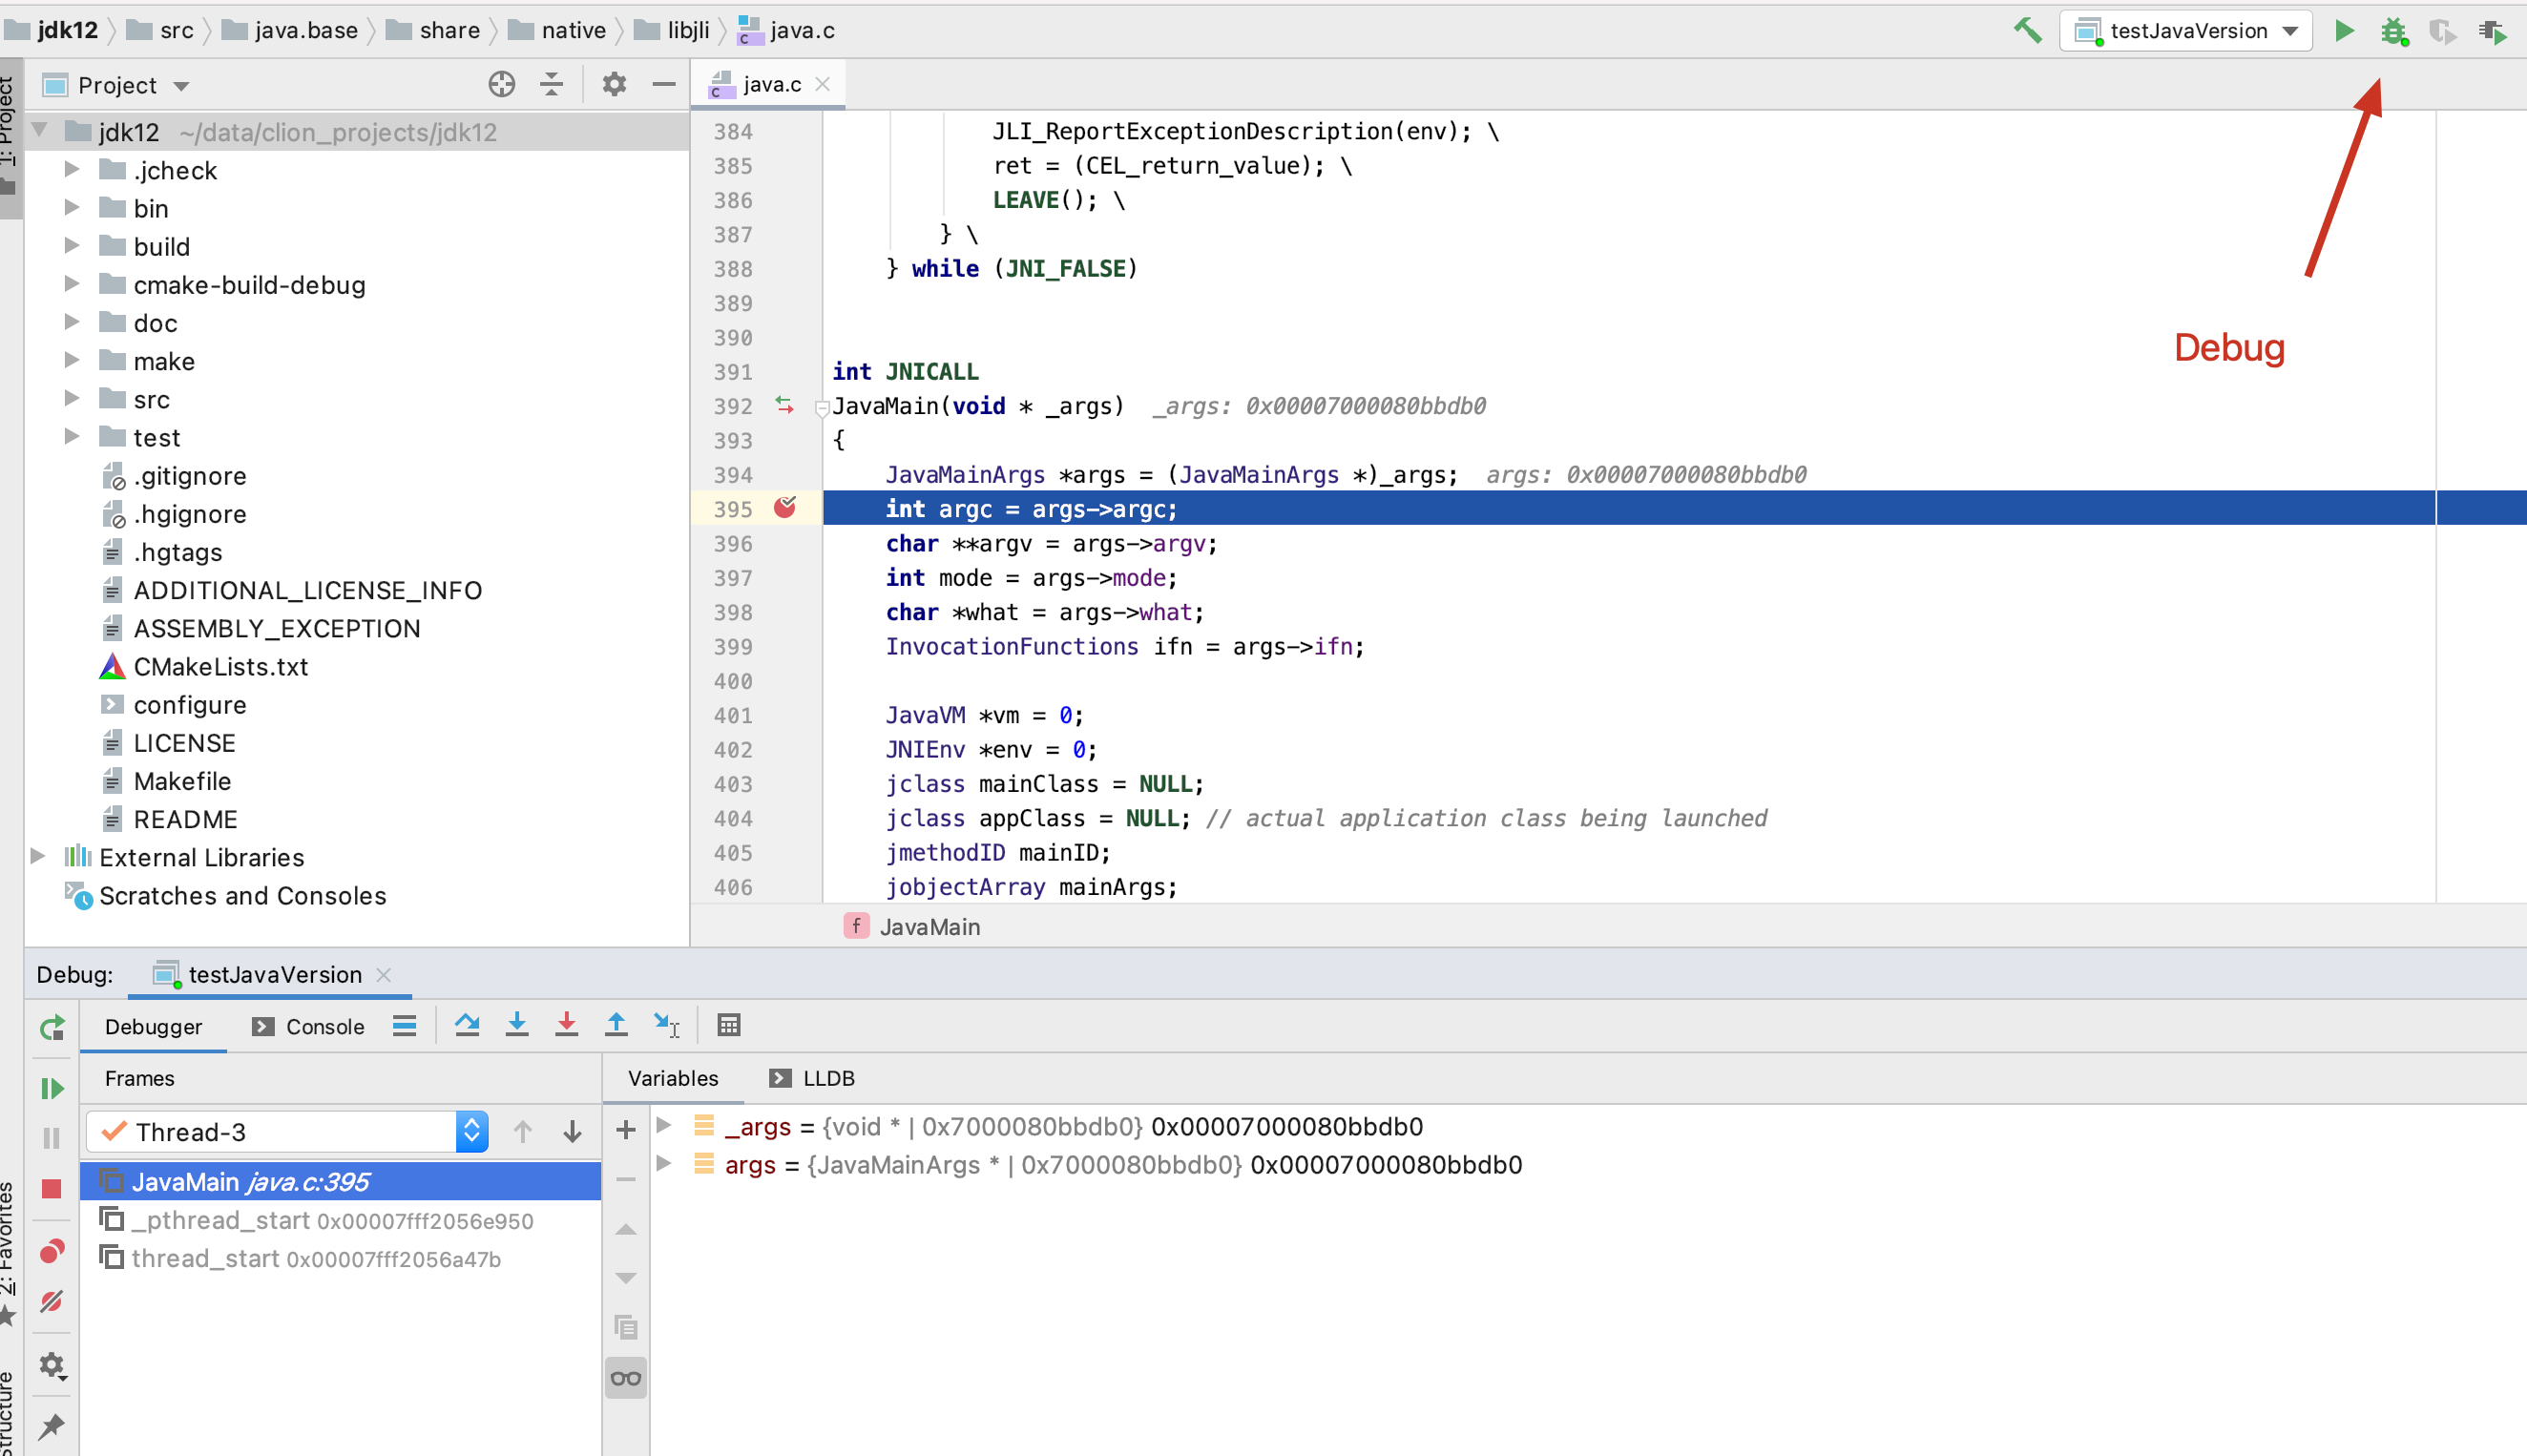 jdk12 src java.base share native libjli java.c testJavaVersion
1: Project
Project
java.c
jdk12 ~/data/clion_projects/jdk12
.jcheck
bin
build
cmake-build-debug
doc
make
src
test
.gitignore
.hgignore
.hgtags
ADDITIONAL_LICENSE_INFO
ASSEMBLY_EXCEPTION
CMakeLists.txt
configure
LICENSE
Makefile
README
External Libraries
Scratches and Consoles
384 JLI_ReportExceptionDescription(env); \
385 ret = (CEL_return_value); \
386 LEAVE(); \
387 } \
388 } while (JNI_FALSE)
389
390
391 int JNICALL
392 JavaMain(void * _args) _args: 0x00007000080bbdb0
393 {
394 JavaMainArgs *args = (JavaMainArgs *)_args; args: 0x00007000080bbdb0
395 int argc = args->argc;
396 char **argv = args->argv;
397 int mode = args->mode;
398 char *what = args->what;
399 InvocationFunctions ifn = args->ifn;
400
401 JavaVM *vm = 0;
402 JNIEnv *env = 0;
403 jclass mainClass = NULL;
404 jclass appClass = NULL; // actual application class being launched
405 jmethodID mainID;
406 jobjectArray mainArgs;
Debug
f JavaMain
Debug: testJavaVersion
Debugger Console
Frames
Thread-3
JavaMain java.c:395
_pthread_start 0x00007fff2056e950
thread_start 0x00007fff2056a47b
Variables LLDB
_args = {void * | 0x7000080bbdb0} 0x00007000080bbdb0
args = {JavaMainArgs * | 0x7000080bbdb0} 0x00007000080bbdb0
2: Favorites
Structure